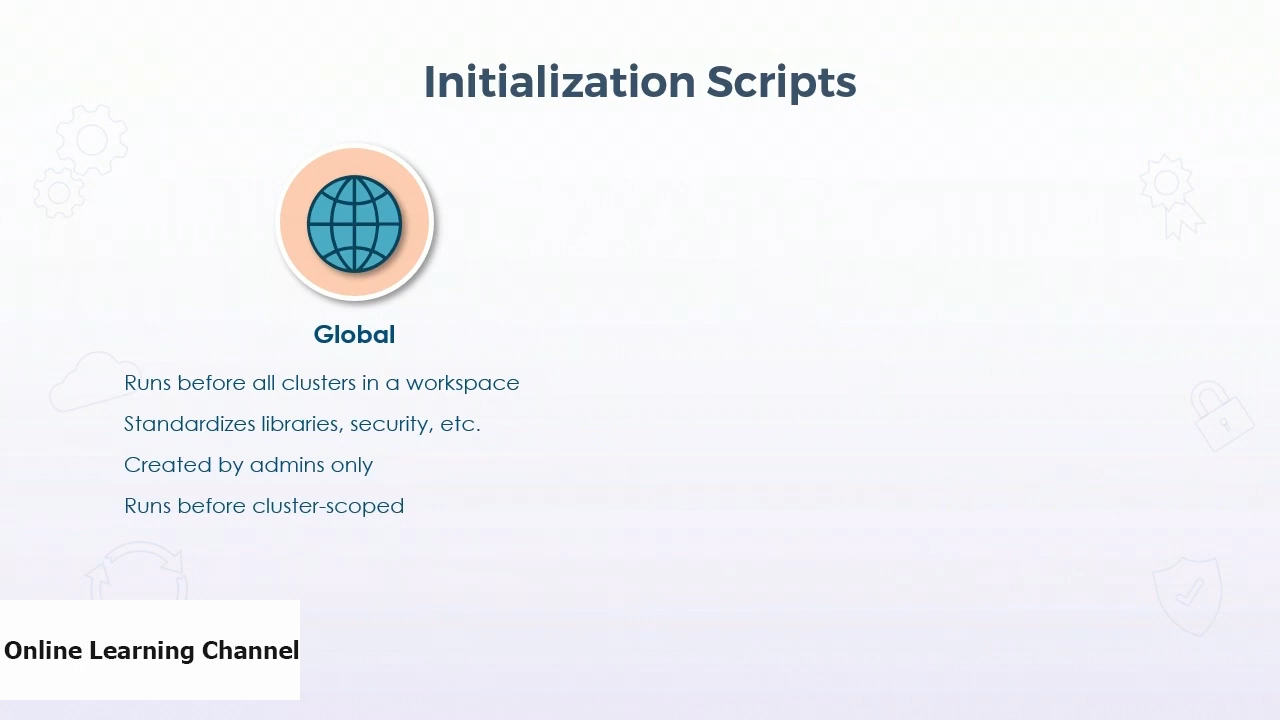 Initialization Scripts
Global
Runs before all clusters in a workspace
Standardizes libraries, security, etc.
Created by admins only
Runs before cluster-scoped
Online Learning Channel